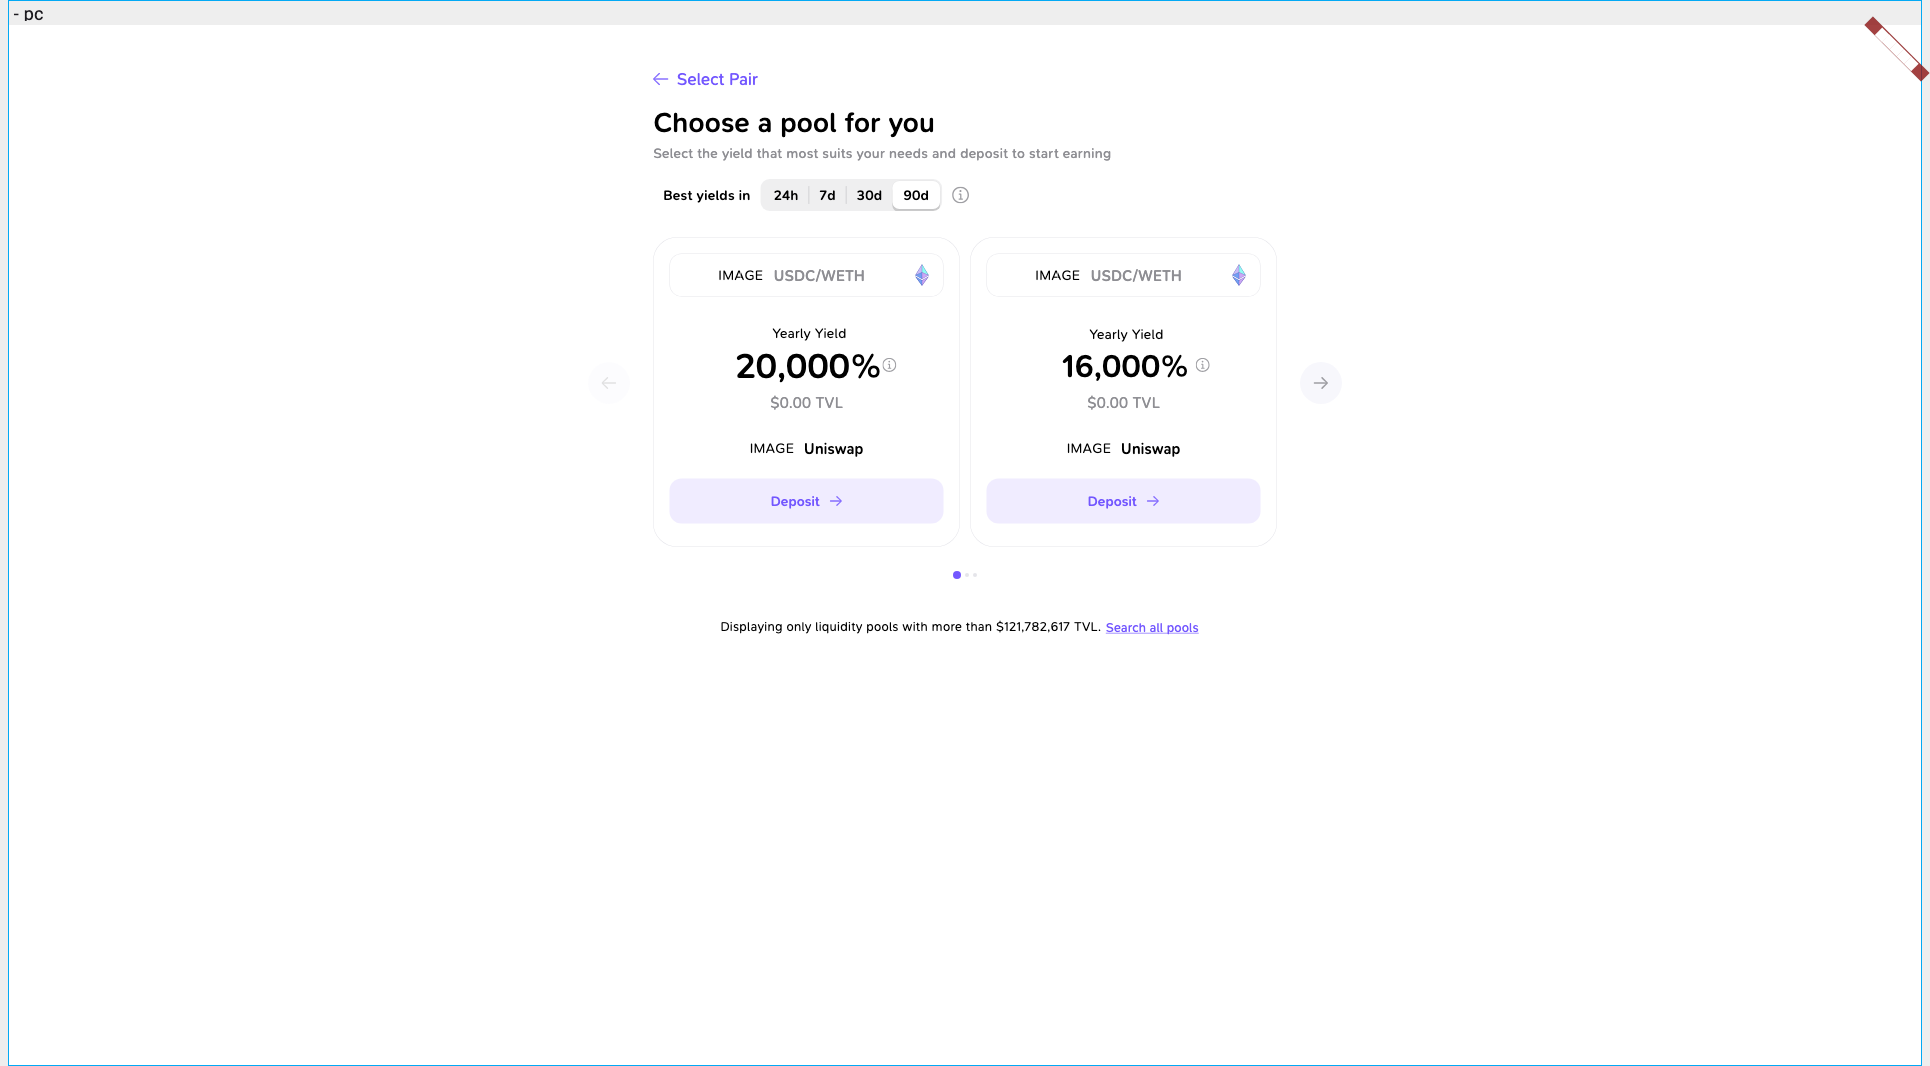 - pc
Select Pair
Choose a pool for you
Select the yield that most suits your needs and deposit to start earning
Best yields in 24h 7d 30d 90d
IMAGE USDC/WETH
Yearly Yield
20,000%
$0.00 TVL
IMAGE Uniswap
Deposit
IMAGE USDC/WETH
Yearly Yield
16,000%
$0.00 TVL
IMAGE Uniswap
Deposit
Displaying only liquidity pools with more than $121,782,617 TVL. Search all pools